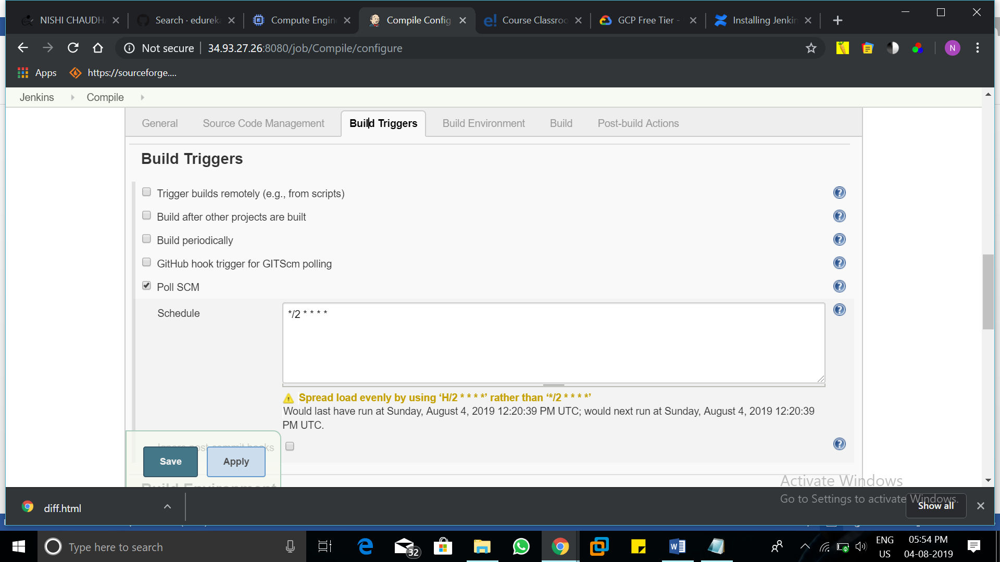 NISHI CHAUDH
Search · edurek
Compute Engin
Compile Config
e!
Course Classroo
GCP Free Tier -
Installing Jenkin
Not secure
34.93.27.26:8080/job/Compile/configure
N
Apps
https://sourceforge....
Jenkins
Compile
General
Source Code Management
Build Triggers
Build Environment
Build
Post-build Actions
Build Triggers
Trigger builds remotely (e.g., from scripts)
Build after other projects are built
Build periodically
GitHub hook trigger for GITScm polling
Poll SCM
Schedule
*/2 * * * *
Spread load evenly by using ‘H/2 * * * *’ rather than ‘*/2 * * * *’
Would last have run at Sunday, August 4, 2019 12:20:39 PM UTC; would next run at Sunday, August 4, 2019 12:20:39
PM UTC.
Ignore post-commit hooks
Save
Apply
Build Environment
Activate Windows
Go to Settings to activate Windows.
diff.html
Show all
Type here to search
32
ENG
US
05:54 PM
04-08-2019